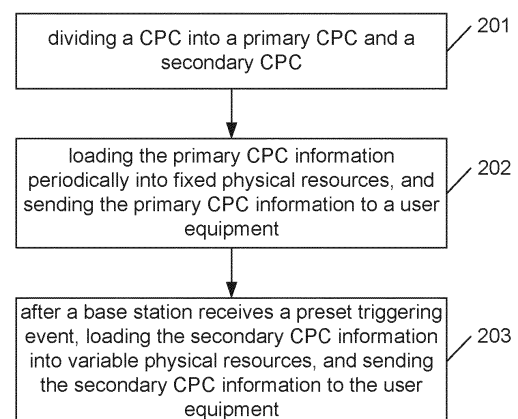 dividing a CPC into a primary CPC and a
secondary CPC
201
loading the primary CPC information
periodically into fixed physical resources, and
sending the primary CPC information to a user
equipment
202
after a base station receives a preset triggering
event, loading the secondary CPC information
into variable physical resources, and sending
the secondary CPC information to the user
equipment
203